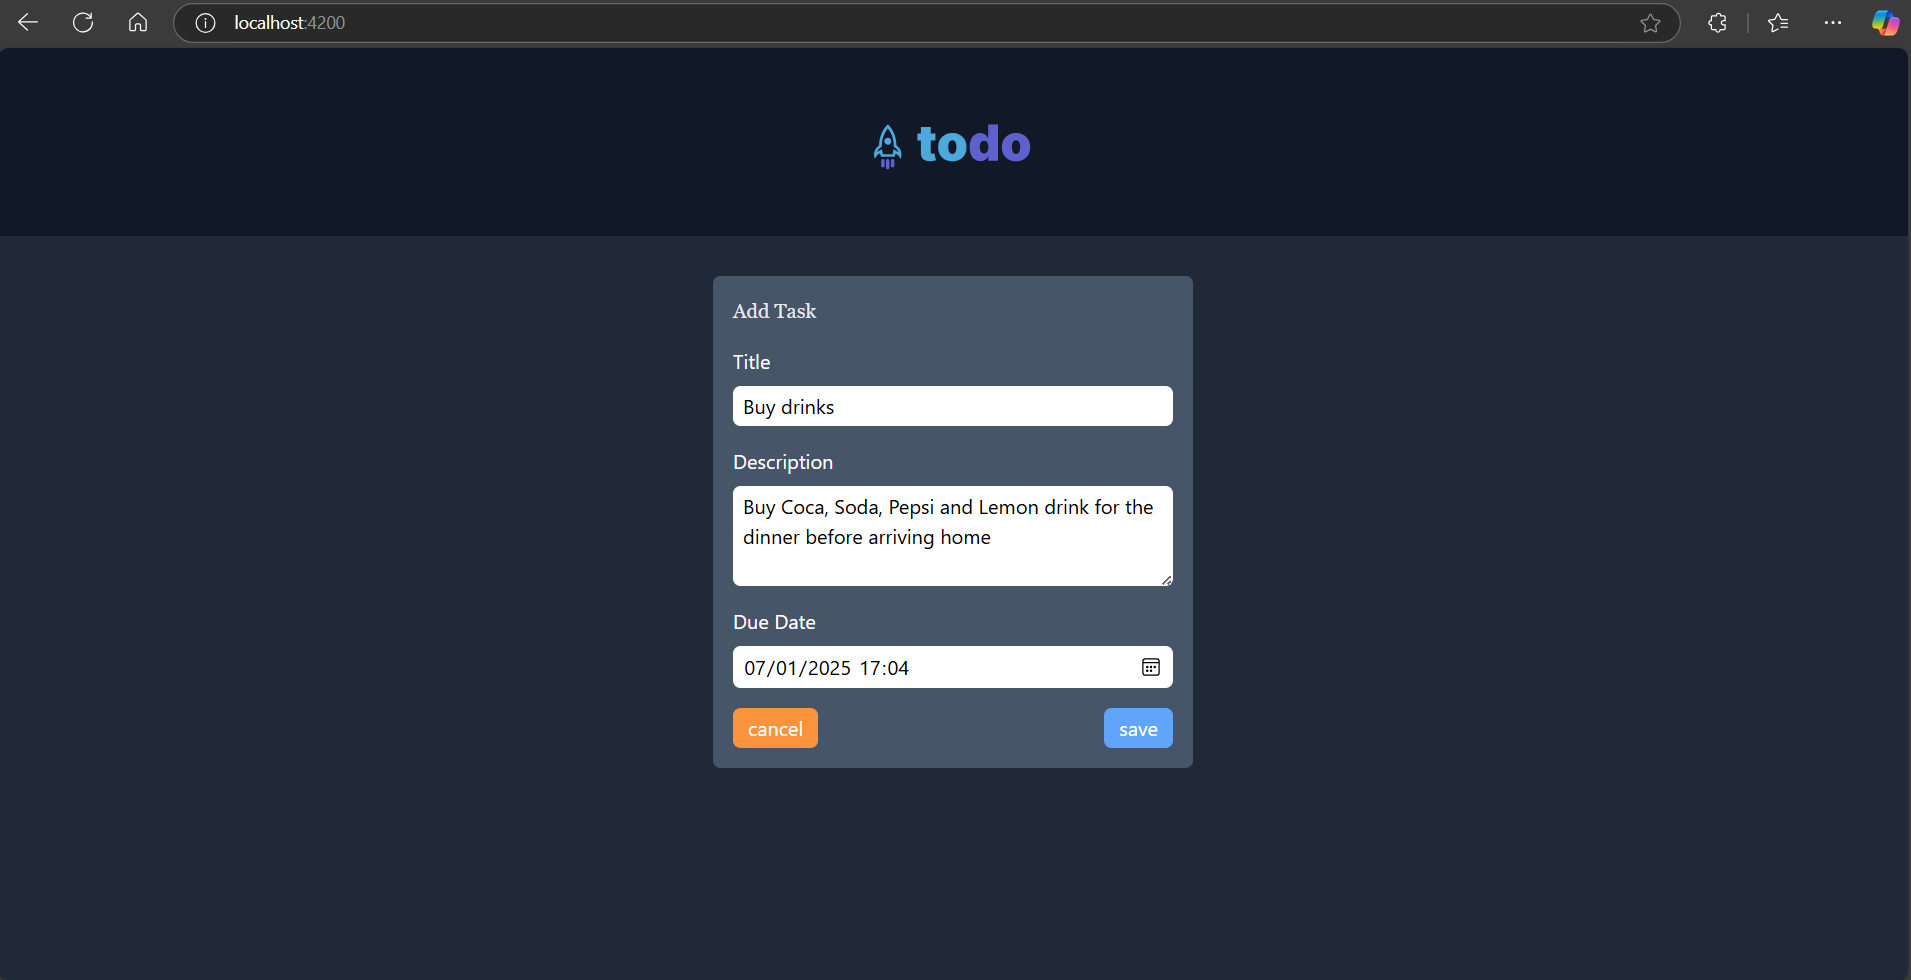 localhost:4200
todo
Add Task
Title
Buy drinks
Description
Buy Coca, Soda, Pepsi and Lemon drink for the
dinner before arriving home
Due Date
07/01/2025 17:04
cancel
save